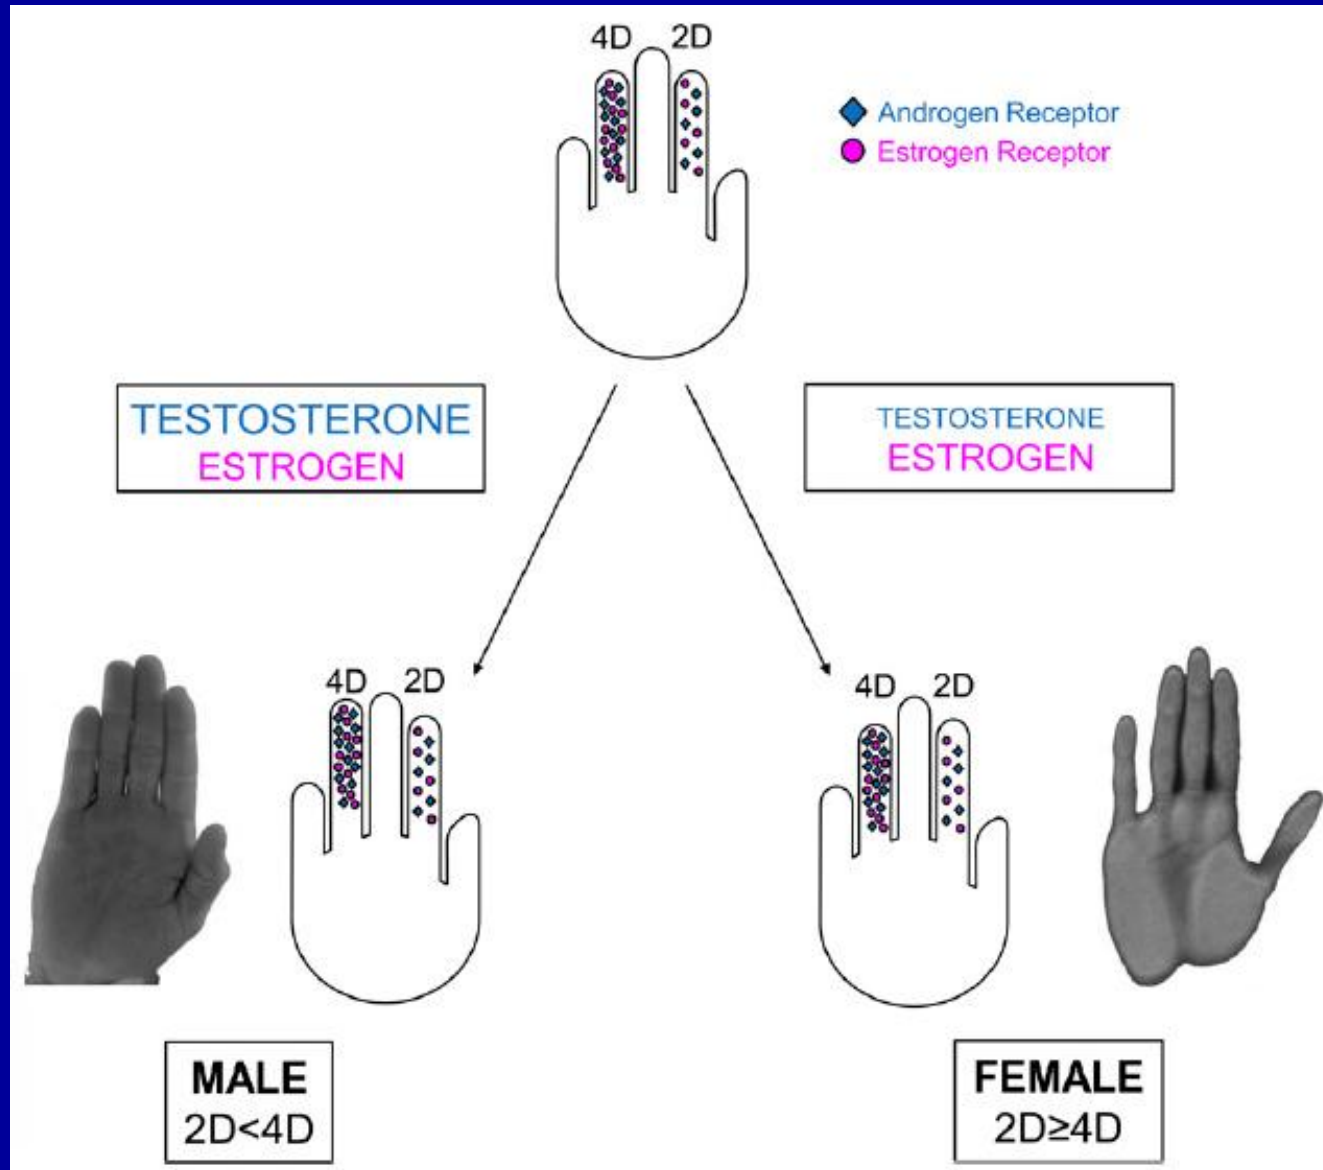 4D 2D
Androgen Receptor
Estrogen Receptor
TESTOSTERONE
ESTROGEN
TESTOSTERONE
ESTROGEN
4D 2D
4D 2D
MALE
2D<4D
FEMALE
2D≥4D